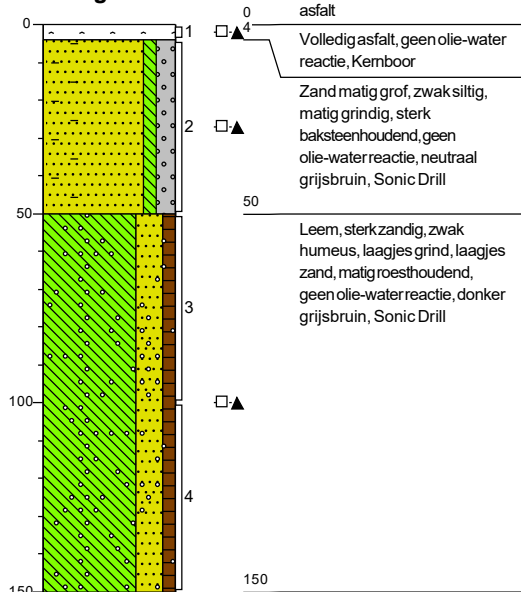 0
asfalt
0
4
1
Volledig asfalt, geen olie-water
reactie, Kernboor
Zand matig grof, zwak siltig,
matig grindig, sterk
baksteenhoudend, geen
olie-water reactie, neutraal
grijsbruin, Sonic Drill
2
50
50
Leem, sterk zandig, zwak
humeus, laagjes grind, laagjes
zand, matig roesthoudend,
geen olie-water reactie, donker
grijsbruin, Sonic Drill
3
100
4
150
150